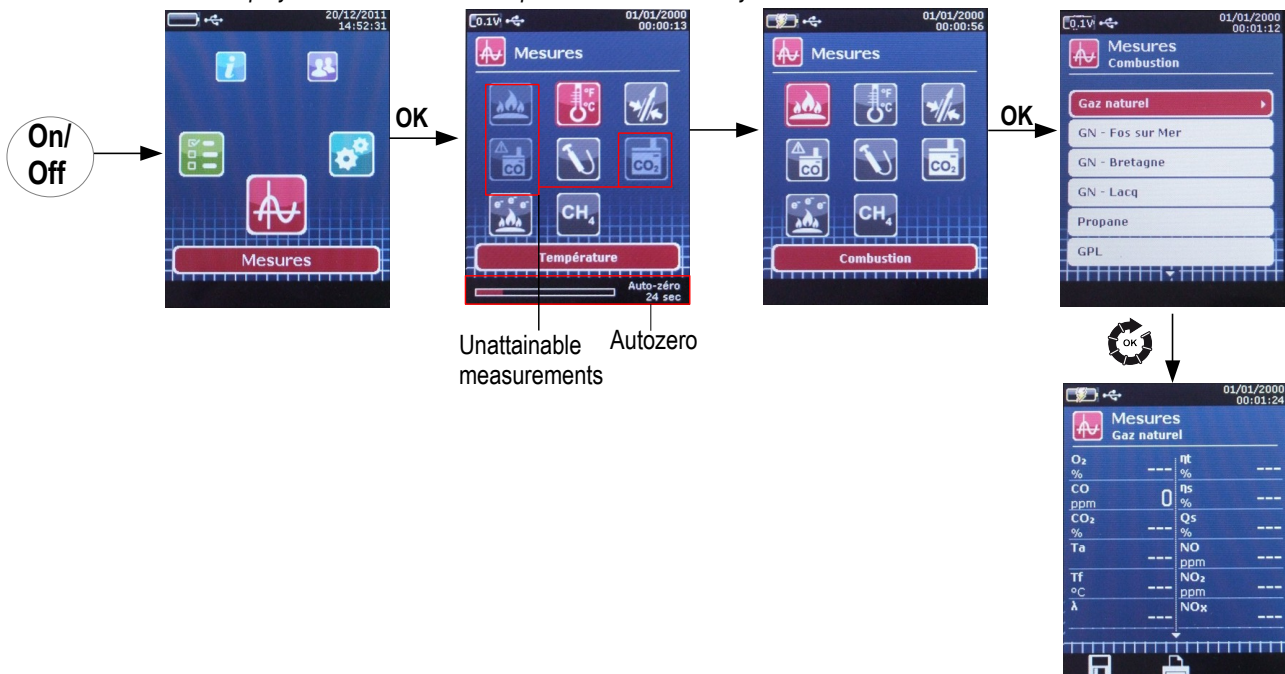 On/
Off
20/12/2011
14:52:31
Mesures
OK
0.1V
01/01/2000
00:00:13
Mesures
°F
°C
CO
CO₂
CH₄
Température
Auto-zéro
24 sec
Unattainable
measurements
Autozero
01/01/2000
00:00:56
Mesures
°F
°C
CO
CO₂
CH₄
Combustion
OK
0.1V
01/01/2000
00:01:12
Mesures
Combustion
Gaz naturel
GN - Fos sur Mer
GN - Bretagne
GN - Lacq
Propane
GPL
OK
01/01/2000
00:01:24
Mesures
Gaz naturel
O₂ % --- ηt % ---
CO ppm 0 ηs % ---
CO₂ % --- Qs % ---
Ta --- NO ppm ---
Tf °C --- NO₂ ppm ---
λ --- NOx ---